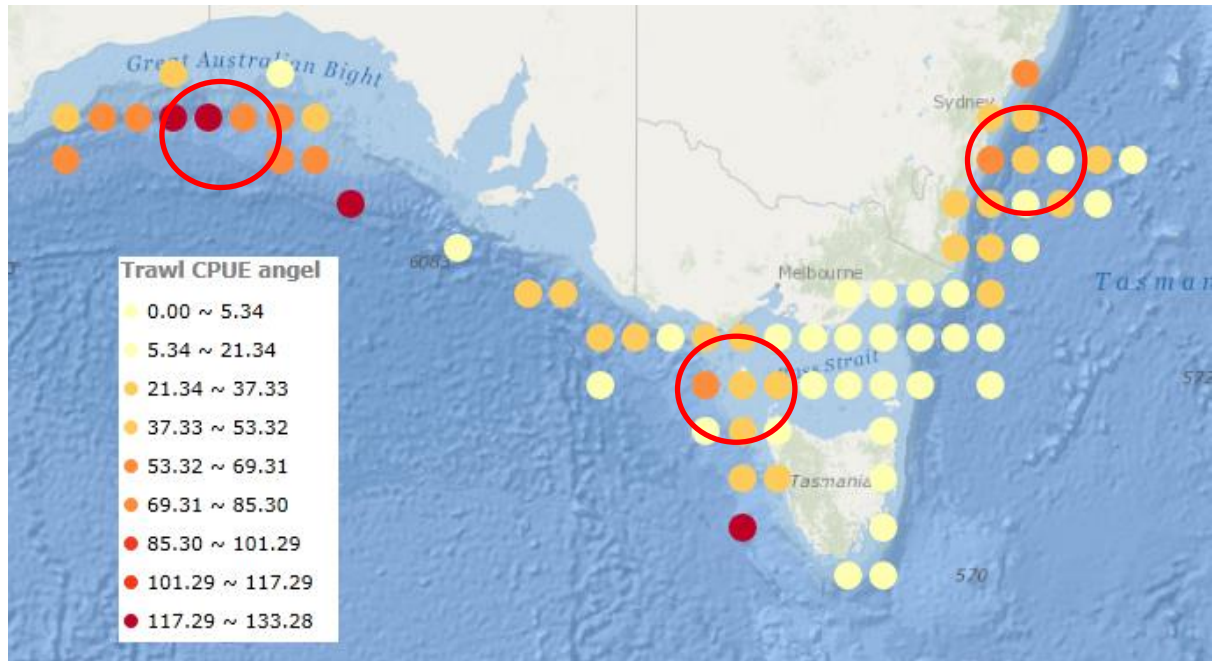 Great Australian Bight
Sydney
Melbourne
Tasman
Strait
Tasmania
570
Trawl CPUE angel
0.00 ~ 5.34
5.34 ~ 21.34
21.34 ~ 37.33
37.33 ~ 53.32
53.32 ~ 69.31
69.31 ~ 85.30
85.30 ~ 101.29
101.29 ~ 117.29
117.29 ~ 133.28